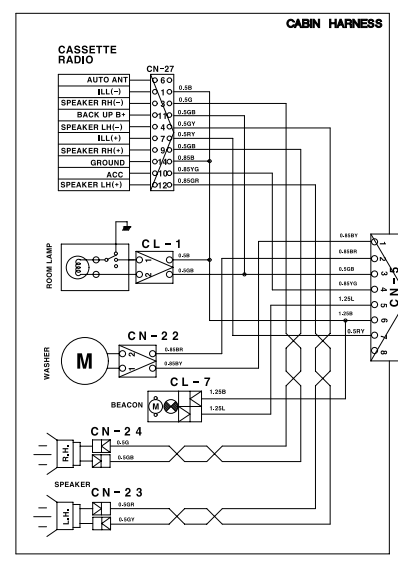 CABIN HARNESS
CASSETTE
RADIO
CN-27
AUTO ANT 6
ILL(-) 1 0.5B
SPEAKER RH(-) 3 0.5G
BACK UP B+ 11 0.5GB
SPEAKER LH(-) 4 0.5GY
ILL(+) 7 0.5RY
SPEAKER RH(+) 9 0.5GB
GROUND 14 0.85B
ACC 10 0.85YG
SPEAKER LH(+) 12 0.85GR
ROOM LAMP
CL-1
1 0.5B
2 0.5GB
0.85BY 1
0.85BR 2
0.5GB 3
0.85YG 4
1.25L 5
1.25B 6
0.5RY 7
8
CN-5
WASHER
M
CN-22
2 0.85BR
1 0.85BY
CL-7
BEACON
M
1.25B
1.25L
CN-24
R.H.
0.5G
0.5GB
SPEAKER
CN-23
L.H.
0.5GR
0.5GY